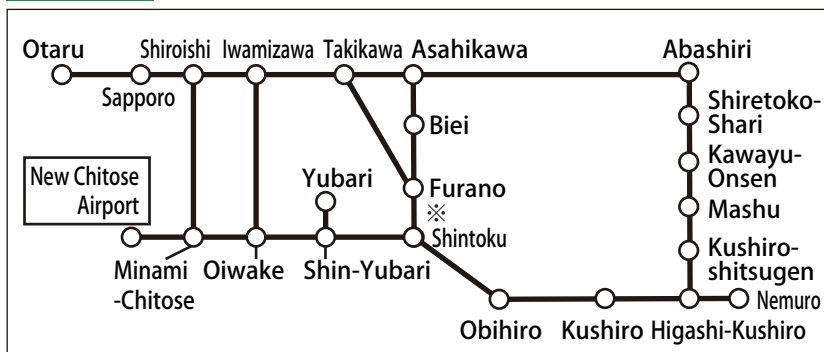 Otaru
Shiroishi
Iwamizawa
Takikawa
Asahikawa
Abashiri
Sapporo
Biei
Shiretoko-
Shari
Kawayu-
Onsen
New Chitose
Airport
Yubari
Furano
※
Mashu
Shintoku
Kushiro-
shitsugen
Minami
-Chitose
Oiwake
Shin-Yubari
Nemuro
Obihiro
Kushiro
Higashi-Kushiro